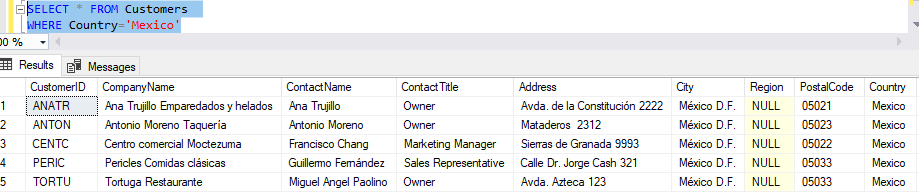 SELECT * FROM Customers
WHERE Country='Mexico'
00 %
Results Messages
CustomerID CompanyName ContactName ContactTitle Address City Region PostalCode Country
1 ANATR Ana Trujillo Emparedados y helados Ana Trujillo Owner Avda. de la Constitución 2222 México D.F. NULL 05021 Mexico
2 ANTON Antonio Moreno Taquería Antonio Moreno Owner Mataderos 2312 México D.F. NULL 05023 Mexico
3 CENTC Centro comercial Moctezuma Francisco Chang Marketing Manager Sierras de Granada 9993 México D.F. NULL 05022 Mexico
4 PERIC Pericles Comidas clásicas Guillermo Fernández Sales Representative Calle Dr. Jorge Cash 321 México D.F. NULL 05033 Mexico
5 TORTU Tortuga Restaurante Miguel Angel Paolino Owner Avda. Azteca 123 México D.F. NULL 05033 Mexico